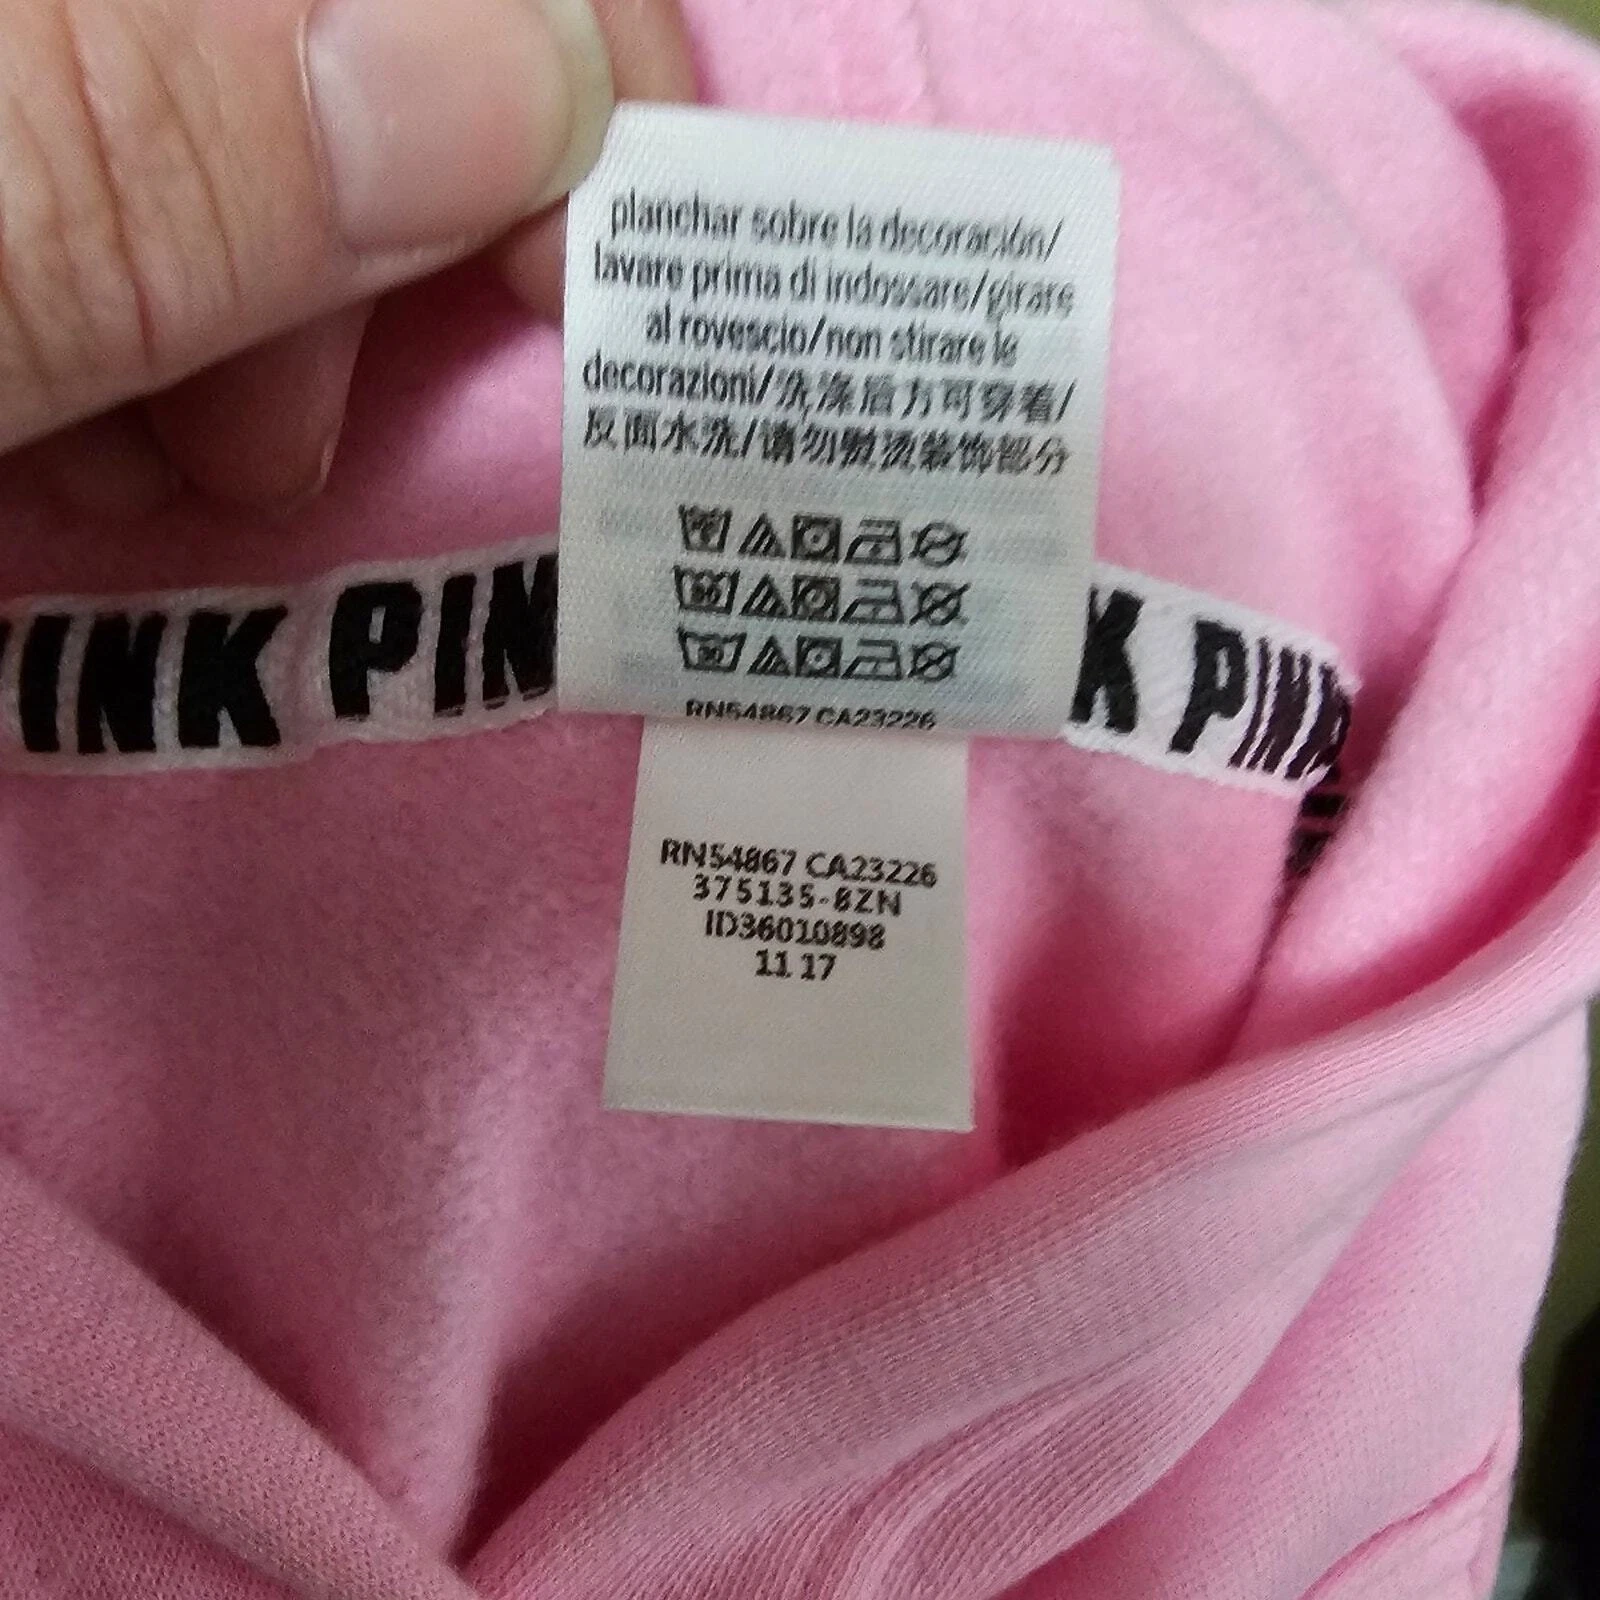 planchar sobre la decoración/
lavare prima di indossare/girare
al rovescio/non stirare le
decorazioni/洗涤后方可穿着/
反面水洗/请勿熨烫装饰部分
RN54867 CA23226
INK PIN K PINK
RN54867 CA23226
375135-8ZN
ID36010898
11 17